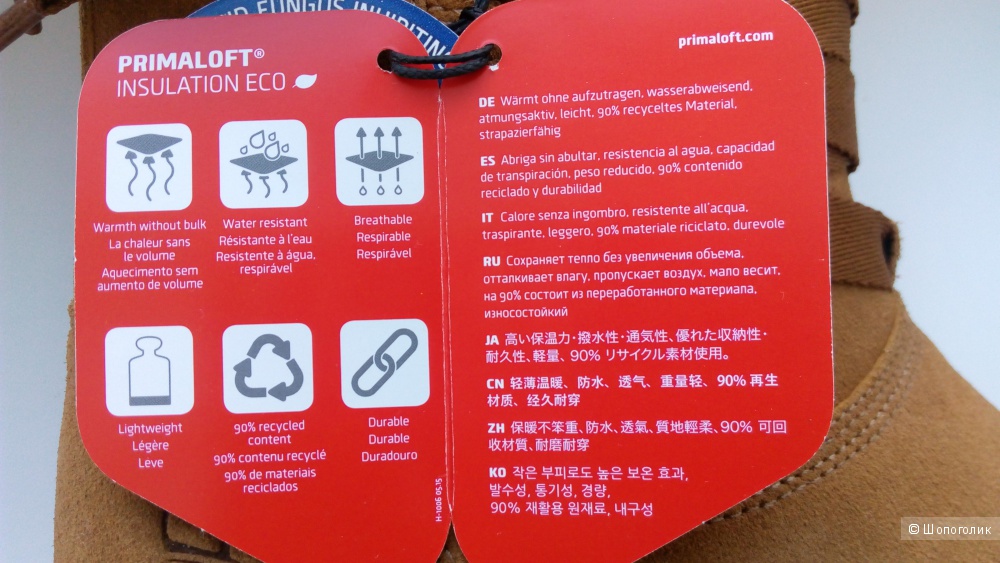 FUNGUS INHIBITING
PRIMALOFT®
INSULATION ECO
Warmth without bulk
La chaleur sans
le volume
Aquecimento sem
aumento de volume
Water resistant
Résistante à l'eau
Resistente à água,
respirável
Breathable
Respirable
Respirável
Lightweight
Légère
Leve
90% recycled
content
90% contenu recyclé
90% de materiais
reciclados
Durable
Durable
Duradouro
H-1006 05.15
primaloft.com
DE Wärmt ohne aufzutragen, wasserabweisend,
atmungsaktiv, leicht, 90% recyceltes Material,
strapazierfähig
ES Abriga sin abultar, resistencia al agua, capacidad
de transpiración, peso reducido, 90% contenido
reciclado y durabilidad
IT Calore senza ingombro, resistente all'acqua,
traspirante, leggero, 90% materiale riciclato, durevole
RU Сохраняет тепло без увеличения объема,
отталкивает влагу, пропускает воздух, мало весит,
на 90% состоит из переработанного материала,
износостойкий
JA 高い保温力・撥水性・通気性、優れた収納性・
耐久性、軽量、90% リサイクル素材使用。
CN 轻薄温暖、防水、透气、重量轻、90% 再生
材质、经久耐穿
ZH 保暖不笨重、防水、透氣、質地輕柔、90% 可回
收材質、耐磨耐穿
KO 작은 부피로도 높은 보온 효과,
발수성, 통기성, 경량,
90% 재활용 원재료, 내구성
© Шопоголик